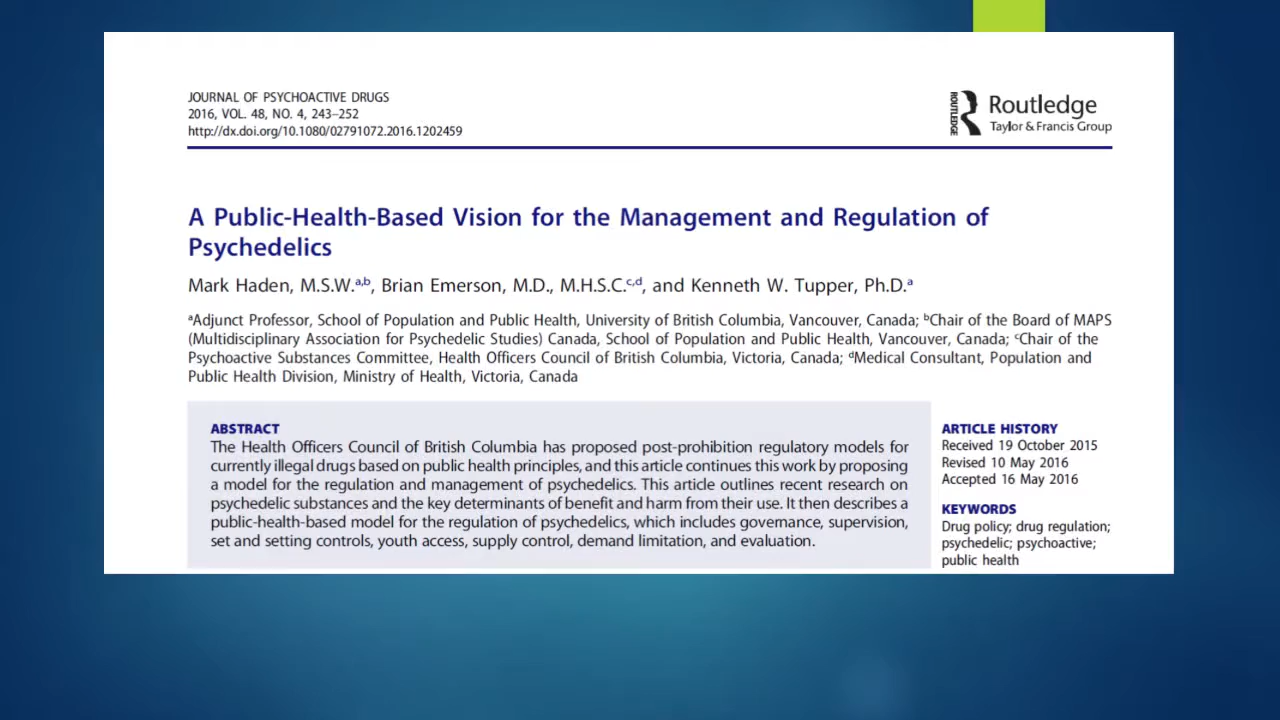 JOURNAL OF PSYCHOACTIVE DRUGS
2016, VOL. 48, NO. 4, 243–252
http://dx.doi.org/10.1080/02791072.2016.1202459
ROUTLEDGE
Routledge
Taylor & Francis Group
A Public-Health-Based Vision for the Management and Regulation of
Psychedelics
Mark Haden, M.S.W.a,b, Brian Emerson, M.D., M.H.S.C.c,d, and Kenneth W. Tupper, Ph.D.a
aAdjunct Professor, School of Population and Public Health, University of British Columbia, Vancouver, Canada; bChair of the Board of MAPS
(Multidisciplinary Association for Psychedelic Studies) Canada, School of Population and Public Health, Vancouver, Canada; cChair of the
Psychoactive Substances Committee, Health Officers Council of British Columbia, Victoria, Canada; dMedical Consultant, Population and
Public Health Division, Ministry of Health, Victoria, Canada
ABSTRACT
The Health Officers Council of British Columbia has proposed post-prohibition regulatory models for
currently illegal drugs based on public health principles, and this article continues this work by proposing
a model for the regulation and management of psychedelics. This article outlines recent research on
psychedelic substances and the key determinants of benefit and harm from their use. It then describes a
public-health-based model for the regulation of psychedelics, which includes governance, supervision,
set and setting controls, youth access, supply control, demand limitation, and evaluation.
ARTICLE HISTORY
Received 19 October 2015
Revised 10 May 2016
Accepted 16 May 2016
KEYWORDS
Drug policy; drug regulation;
psychedelic; psychoactive;
public health